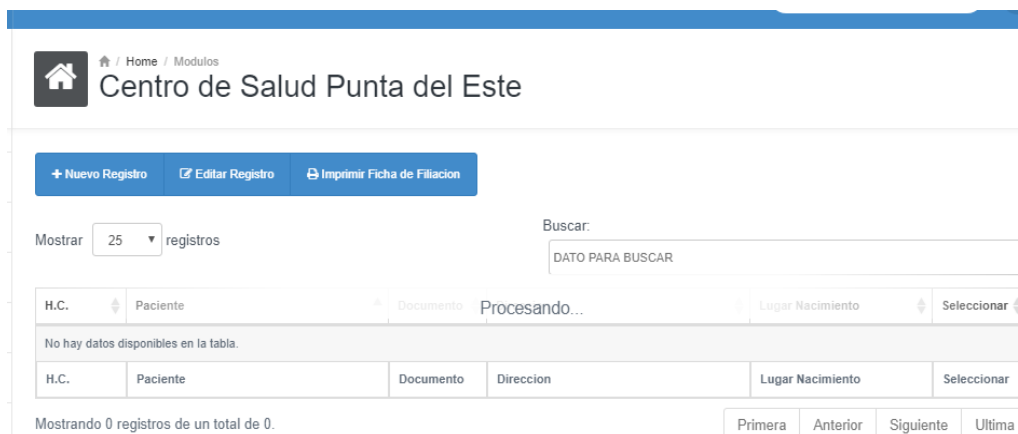 / Home / Modulos
Centro de Salud Punta del Este
+ Nuevo Registro Editar Registro Imprimir Ficha de Filiacion
Buscar:
Mostrar 25 registros
DATO PARA BUSCAR
H.C. Paciente Documento Procesando... Lugar Nacimiento Seleccionar
No hay datos disponibles en la tabla.
H.C. Paciente Documento Direccion Lugar Nacimiento Seleccionar
Mostrando 0 registros de un total de 0.
Primera Anterior Siguiente Ultima